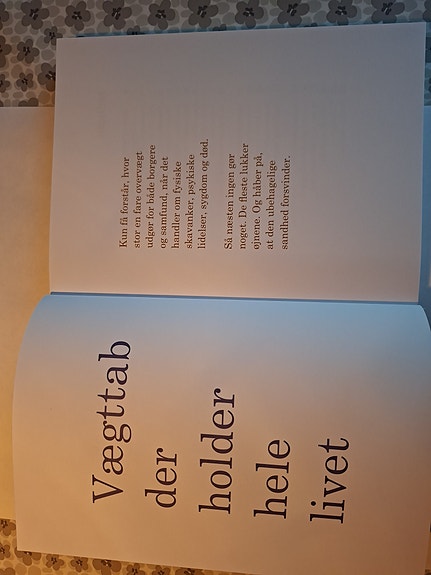 Vægttab
der
holder
hele
livet
Kun få forstår, hvor
stor en fare overvægt
udgør for både borgere
og samfund, når det
handler om fysiske
skavanker, psykiske
lidelser, sygdom og død.
Så næsten ingen gør
noget. De fleste lukker
øjnene. Og håber på,
at den ubehagelige
sandhed forsvinder.